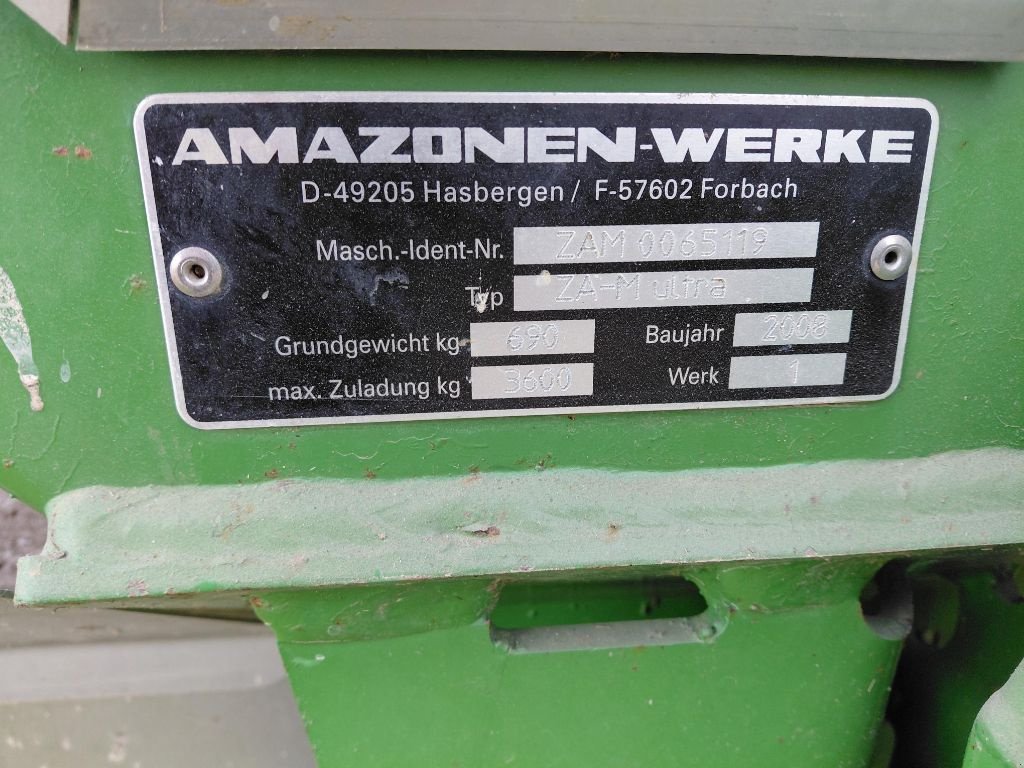 AMAZONEN-WERKE
D-49205 Hasbergen / F-57602 Forbach
Masch.-Ident-Nr. ZAM 0065119
Typ ZA-M ultra
Grundgewicht kg 690 Baujahr 2008
max. Zuladung kg 3600 Werk 1